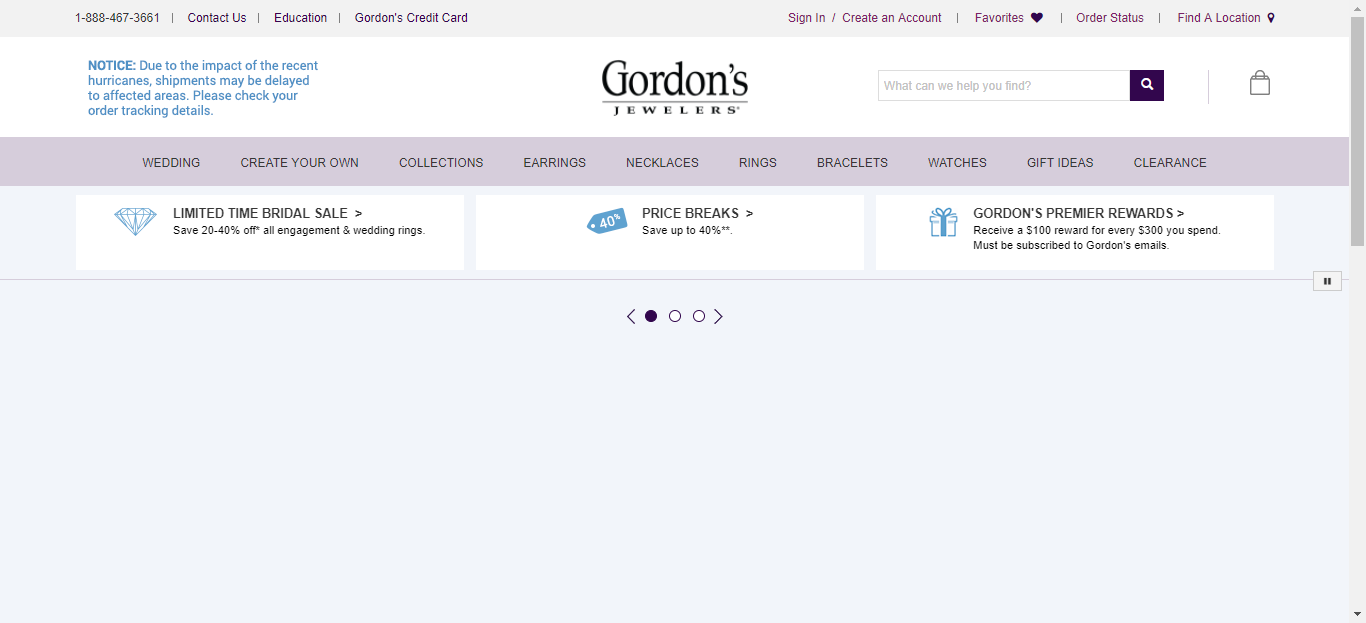 1-888-467-3661 | Contact Us | Education | Gordon's Credit Card
Sign In / Create an Account | Favorites | Order Status | Find A Location
NOTICE: Due to the impact of the recent
hurricanes, shipments may be delayed
to affected areas. Please check your
order tracking details.
Gordon's
JEWELERS®
What can we help you find?
WEDDING CREATE YOUR OWN COLLECTIONS EARRINGS NECKLACES RINGS BRACELETS WATCHES GIFT IDEAS CLEARANCE
LIMITED TIME BRIDAL SALE >
Save 20-40% off* all engagement & wedding rings.
40%
PRICE BREAKS >
Save up to 40%**.
GORDON'S PREMIER REWARDS >
Receive a $100 reward for every $300 you spend.
Must be subscribed to Gordon's emails.